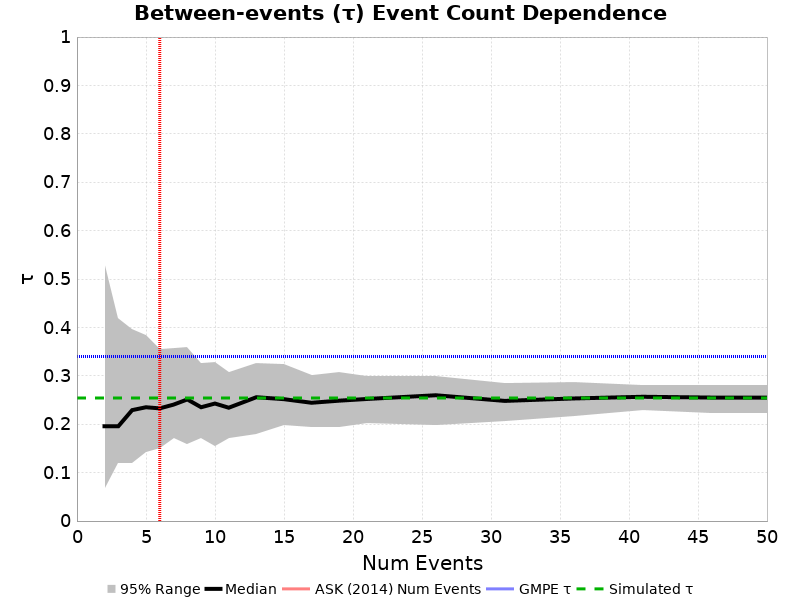 Between-events (τ) Event Count Dependence
1
0.9
0.8
0.7
0.6
0.5
0.4
0.3
0.2
0.1
0
τ
0 5 10 15 20 25 30 35 40 45 50
Num Events
95% Range Median ASK (2014) Num Events GMPE τ Simulated τ